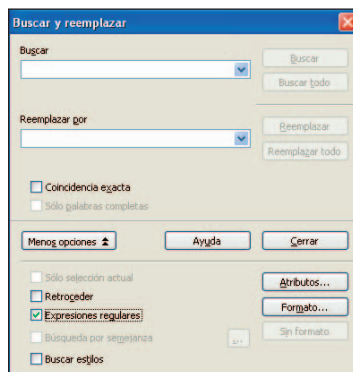 Buscar y reemplazar
Buscar
Buscar
Buscar todo
Reemplazar por
Reemplazar
Reemplazar todo
Coincidencia exacta
Sólo palabras completas
Menos opciones
Ayuda
Cerrar
Sólo selección actual
Retroceder
Expresiones regulares
Búsqueda por semejanza
...
Buscar estilos
Atributos...
Formato...
Sin formato